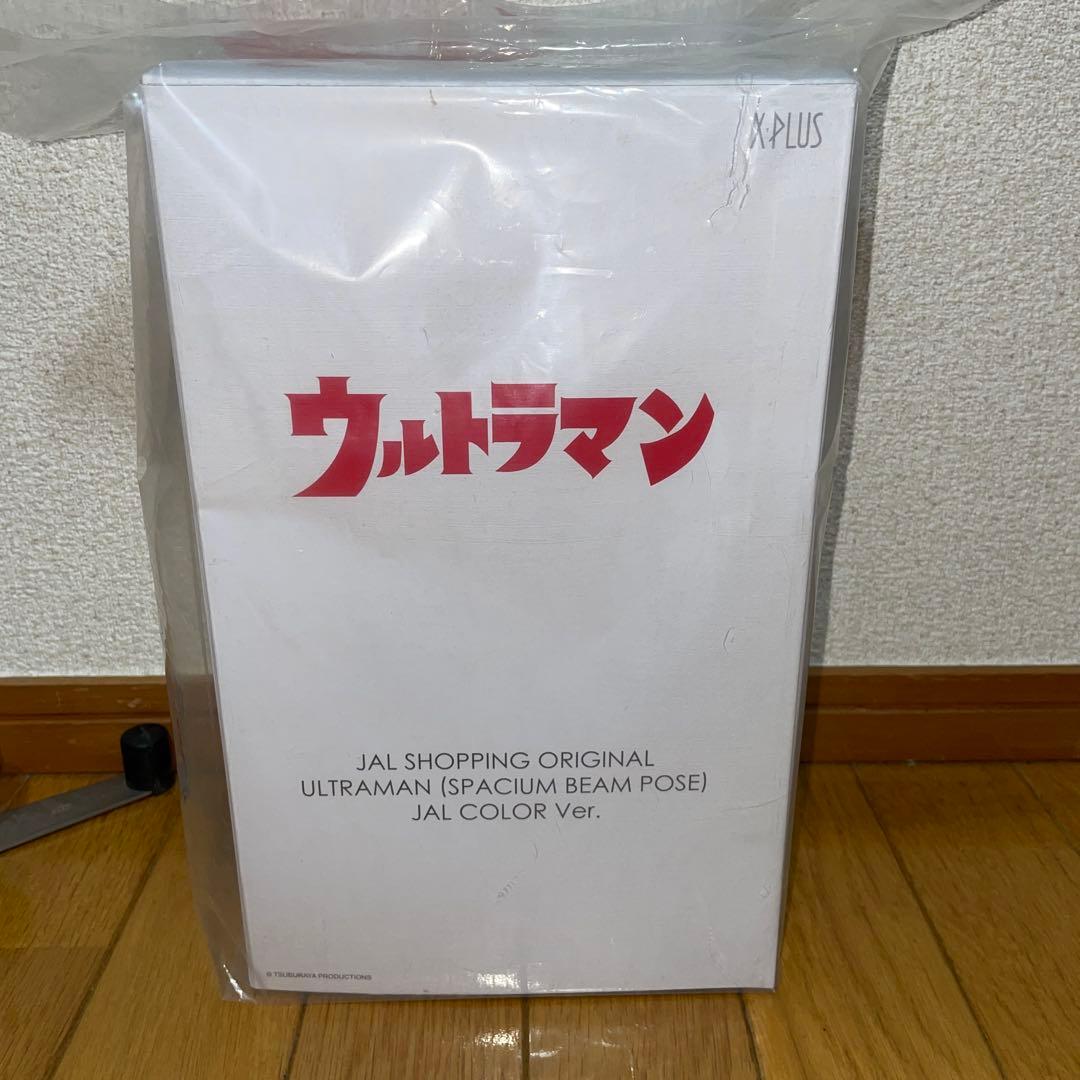 X·PLUS
ウルトラマン
JAL SHOPPING ORIGINAL
ULTRAMAN (SPACIUM BEAM POSE)
JAL COLOR Ver.
© TSUBURAYA PRODUCTIONS